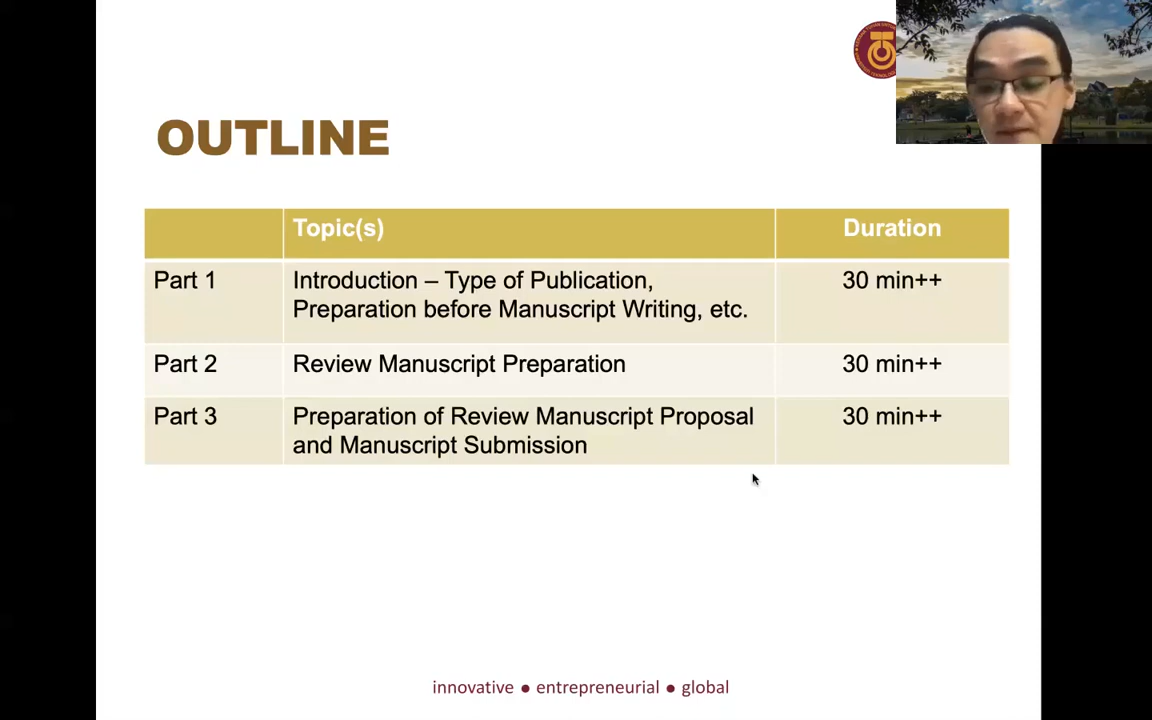 OUTLINE
Topic(s) Duration
Part 1 Introduction – Type of Publication, 30 min++
Preparation before Manuscript Writing, etc.
Part 2 Review Manuscript Preparation 30 min++
Part 3 Preparation of Review Manuscript Proposal 30 min++
and Manuscript Submission
innovative ● entrepreneurial ● global